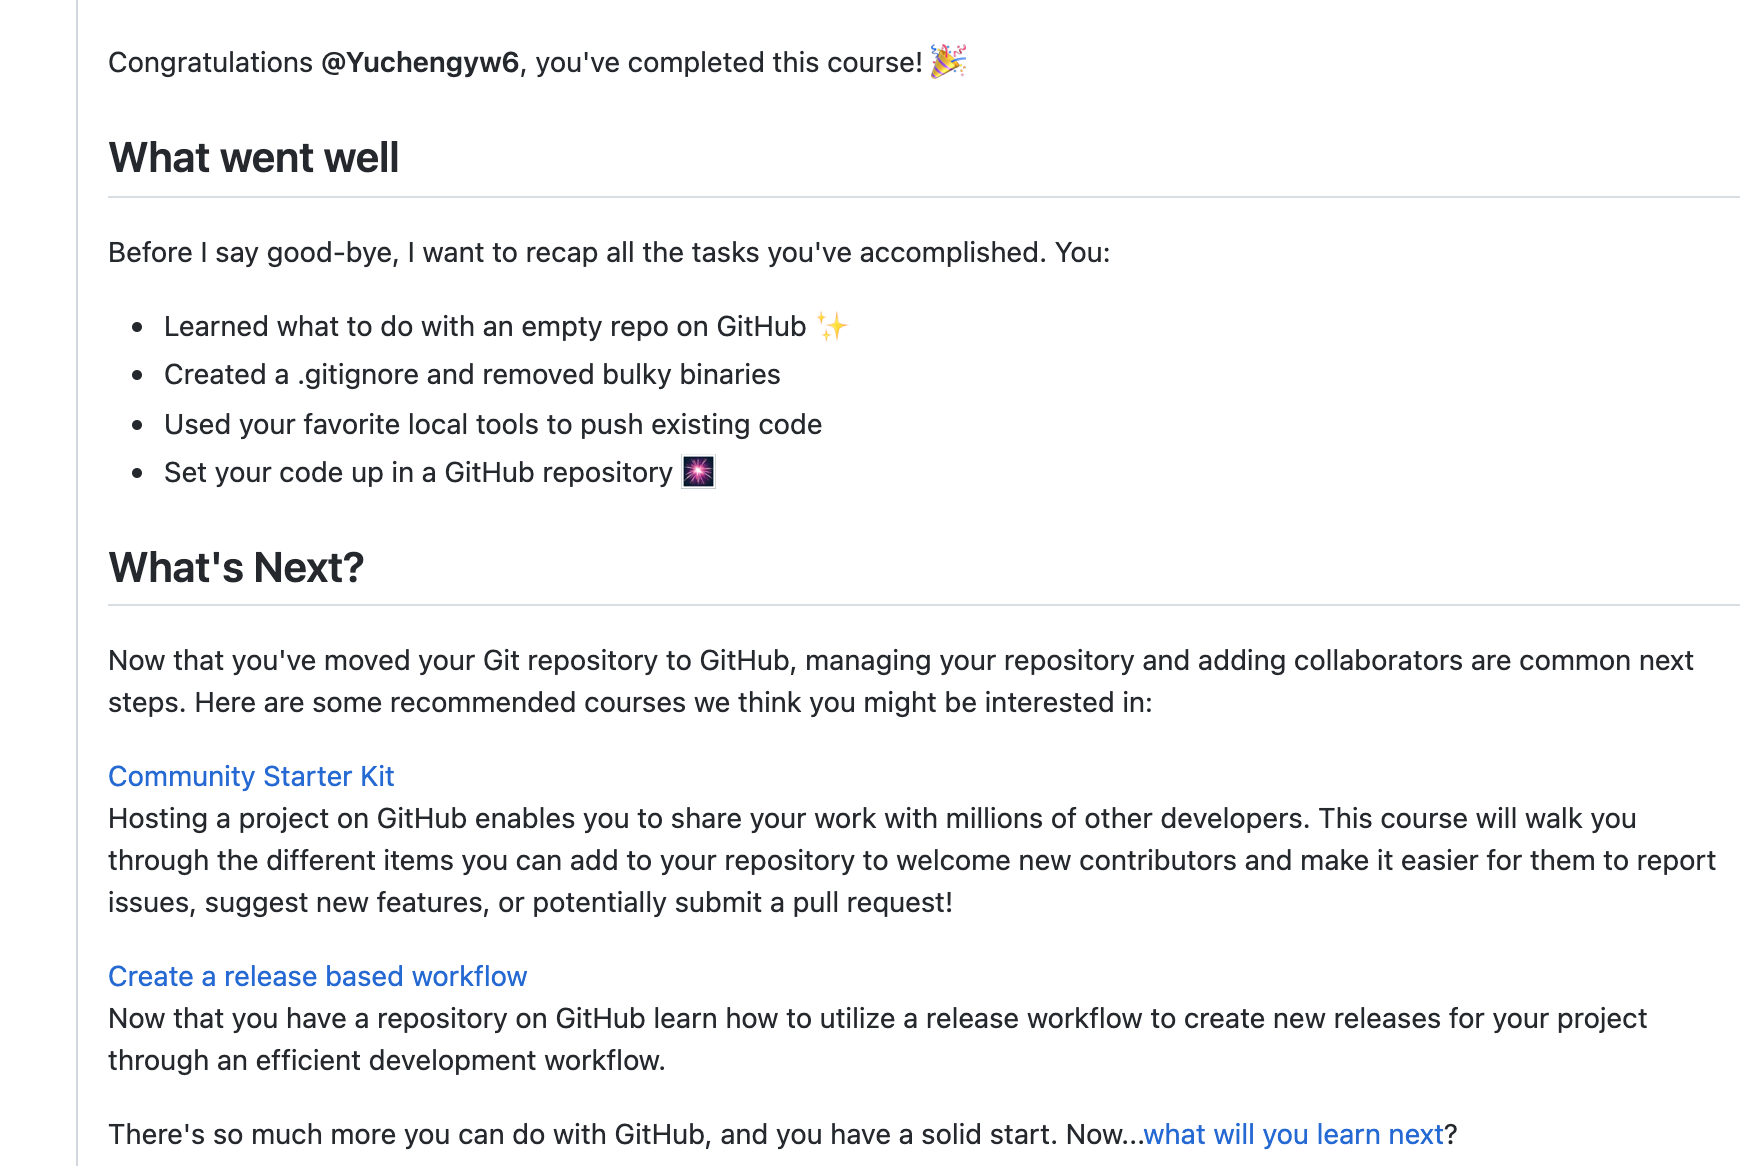 Congratulations @Yuchengyw6, you've completed this course! 🎉
What went well
Before I say good-bye, I want to recap all the tasks you've accomplished. You:
• Learned what to do with an empty repo on GitHub ✨
• Created a .gitignore and removed bulky binaries
• Used your favorite local tools to push existing code
• Set your code up in a GitHub repository 🎆
What's Next?
Now that you've moved your Git repository to GitHub, managing your repository and adding collaborators are common next
steps. Here are some recommended courses we think you might be interested in:
Community Starter Kit
Hosting a project on GitHub enables you to share your work with millions of other developers. This course will walk you
through the different items you can add to your repository to welcome new contributors and make it easier for them to report
issues, suggest new features, or potentially submit a pull request!
Create a release based workflow
Now that you have a repository on GitHub learn how to utilize a release workflow to create new releases for your project
through an efficient development workflow.
There's so much more you can do with GitHub, and you have a solid start. Now...what will you learn next?